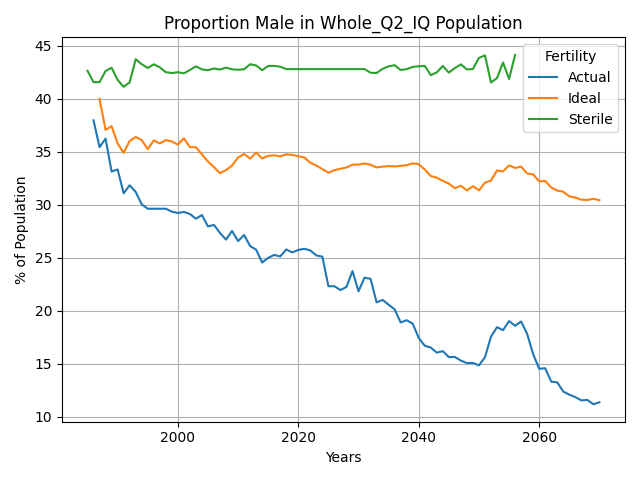 Proportion Male in Whole_Q2_IQ Population
% of Population
45
40
35
30
25
20
15
10
Fertility
Actual
Ideal
Sterile
2000
2020
2040
2060
Years